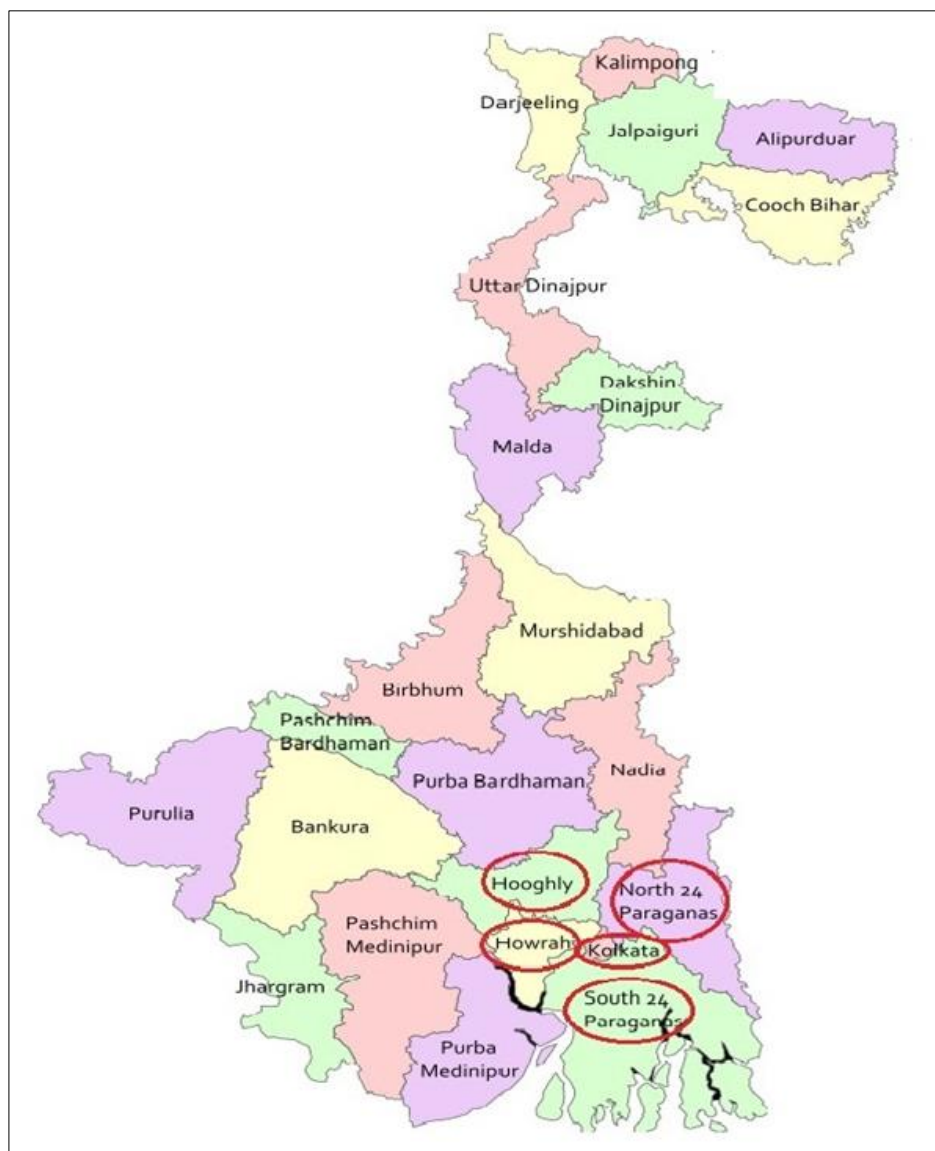 Kalimpong
Darjeeling
Jalpaiguri
Alipurduar
Cooch Bihar
Uttar Dinajpur
Dakshin
Dinajpur
Malda
Murshidabad
Birbhum
Pashchim
Bardhaman
Purba Bardhaman
Nadia
Purulia
Bankura
Hooghly
North 24
Paraganas
Pashchim
Medinipur
Howrah
Kolkata
Jhargram
South 24
Paraganas
Purba
Medinipur